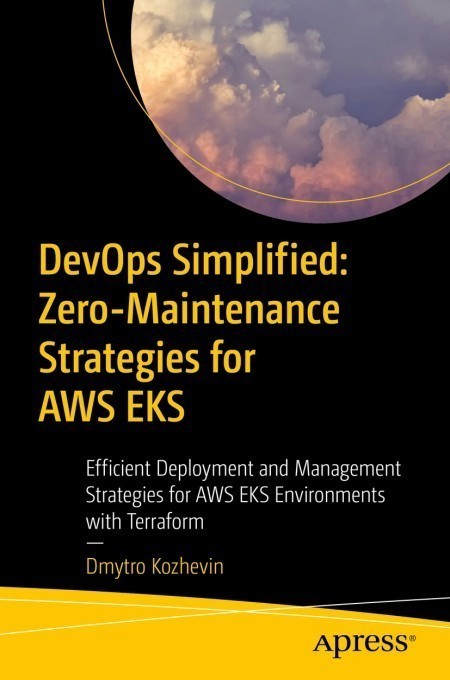 DevOps Simplified:
Zero-Maintenance
Strategies for
AWS EKS
Efficient Deployment and Management
Strategies for AWS EKS Environments
with Terraform
—
Dmytro Kozhevin
Apress®